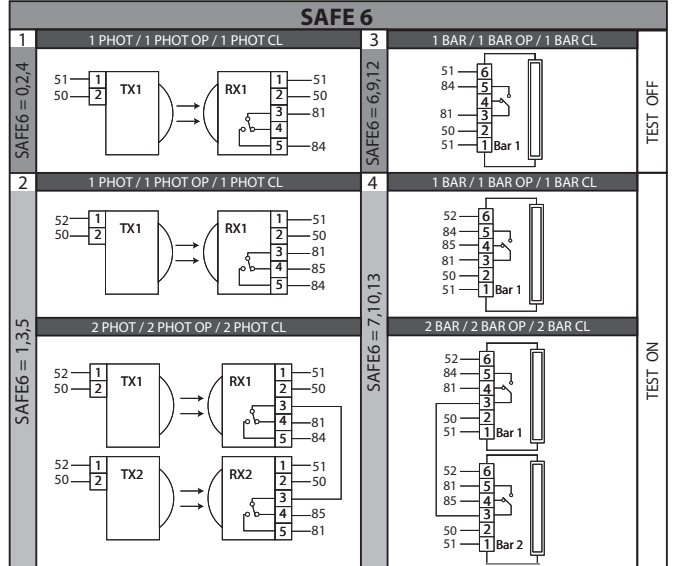 SAFE 6
1
1 PHOT / 1 PHOT OP / 1 PHOT CL
SAFE6 = 0,2,4
51 1
50 2
TX1
RX1
1 51
2 50
3 81
4
5 84
3
1 BAR / 1 BAR OP / 1 BAR CL
SAFE6 = 6,9,12
51 6
84 5
4
81 3
50 2
51 1 Bar 1
TEST OFF
2
1 PHOT / 1 PHOT OP / 1 PHOT CL
SAFE6 = 1,3,5
52 1
50 2
TX1
RX1
1 51
2 50
3 81
4 85
5 84
4
1 BAR / 1 BAR OP / 1 BAR CL
SAFE6 = 7,10,13
52 6
84 5
85 4
81 3
50 2
51 1 Bar 1
TEST ON
2 PHOT / 2 PHOT OP / 2 PHOT CL
52 1
50 2
TX1
RX1
1 51
2 50
3
4 81
5 84
52 1
50 2
TX2
RX2
1 51
2 50
3
4 85
5 81
2 BAR / 2 BAR OP / 2 BAR CL
52 6
84 5
81 4
3
50 2
51 1 Bar 1
52 6
81 5
85 4
3
50 2
51 1 Bar 2